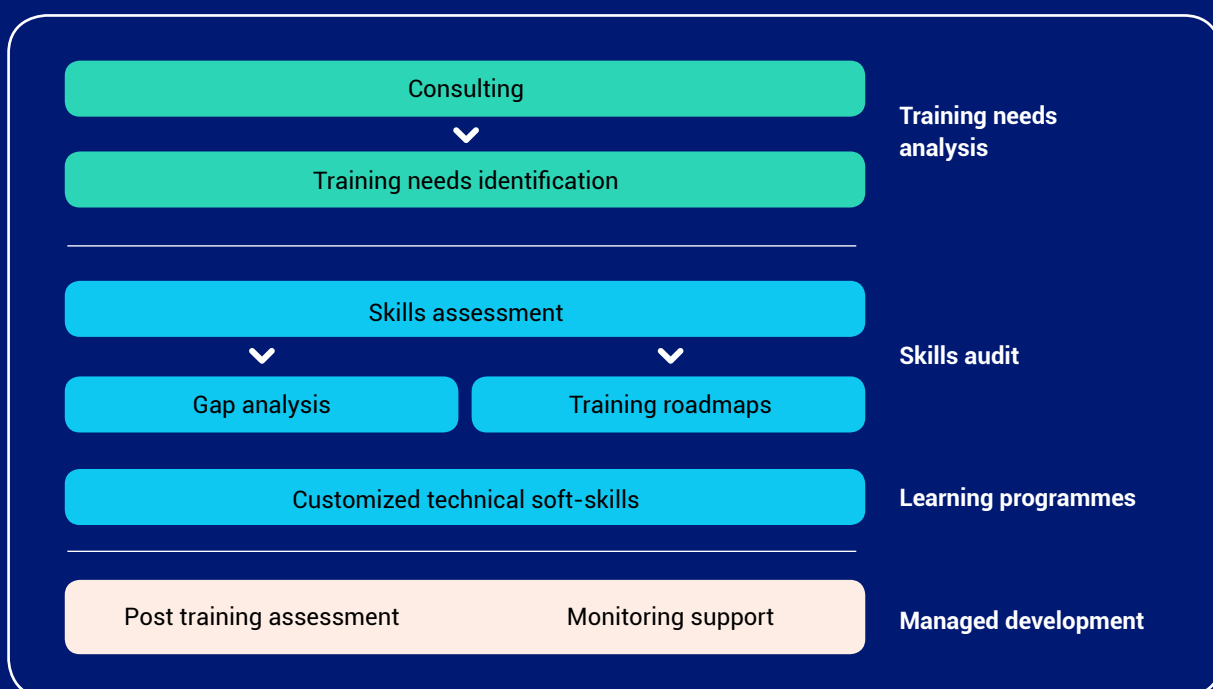 Consulting
Training needs
analysis
Training needs identification
Skills assessment
Skills audit
Gap analysis
Training roadmaps
Customized technical soft-skills
Learning programmes
Post training assessment
Monitoring support
Managed development